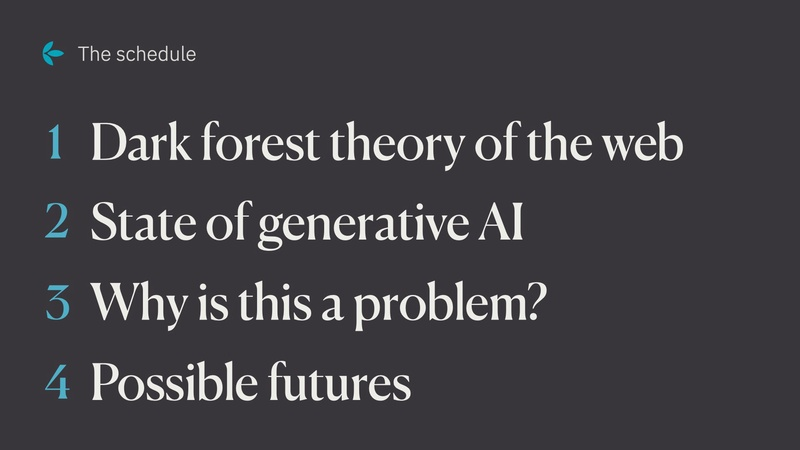 The schedule
1 Dark forest theory of the web
2 State of generative AI
3 Why is this a problem?
4 Possible futures